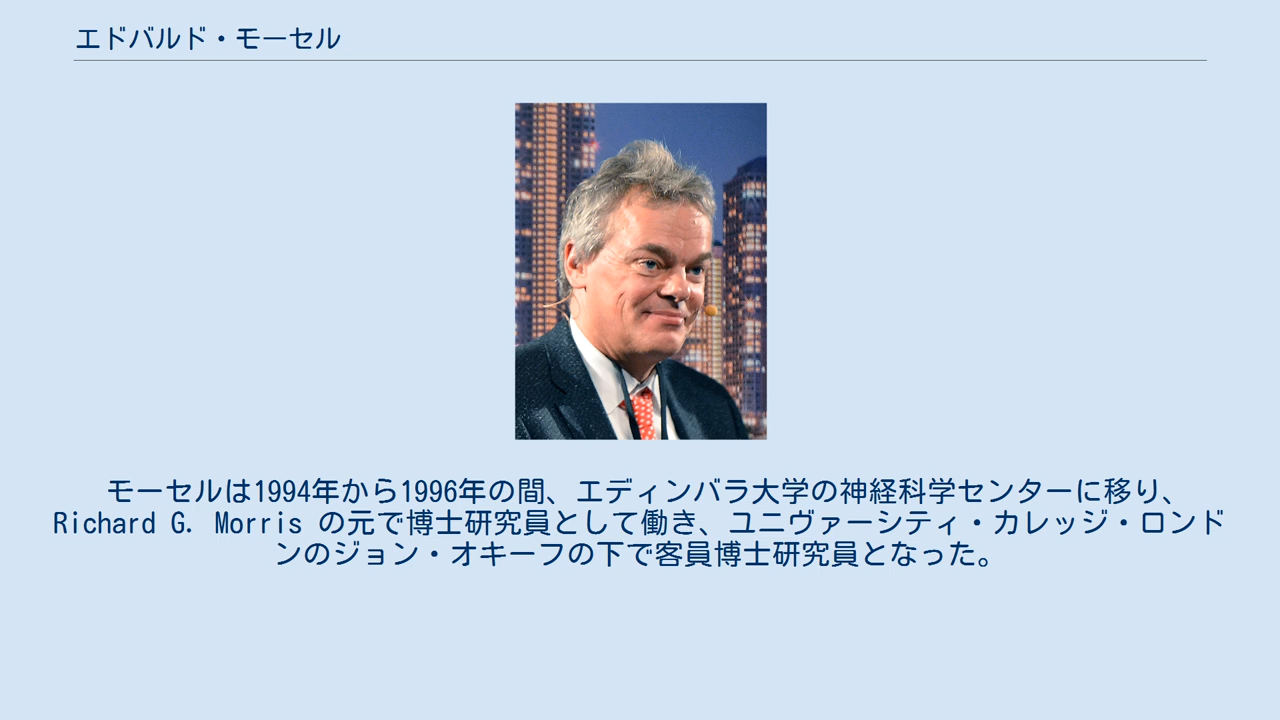 エドバルド・モーセル
モーセルは1994年から1996年の間、エディンバラ大学の神経科学センターに移り、
Richard G. Morris の元で博士研究員として働き、ユニヴァーシティ・カレッジ・ロンド
ンのジョン・オキーフの下で客員博士研究員となった。